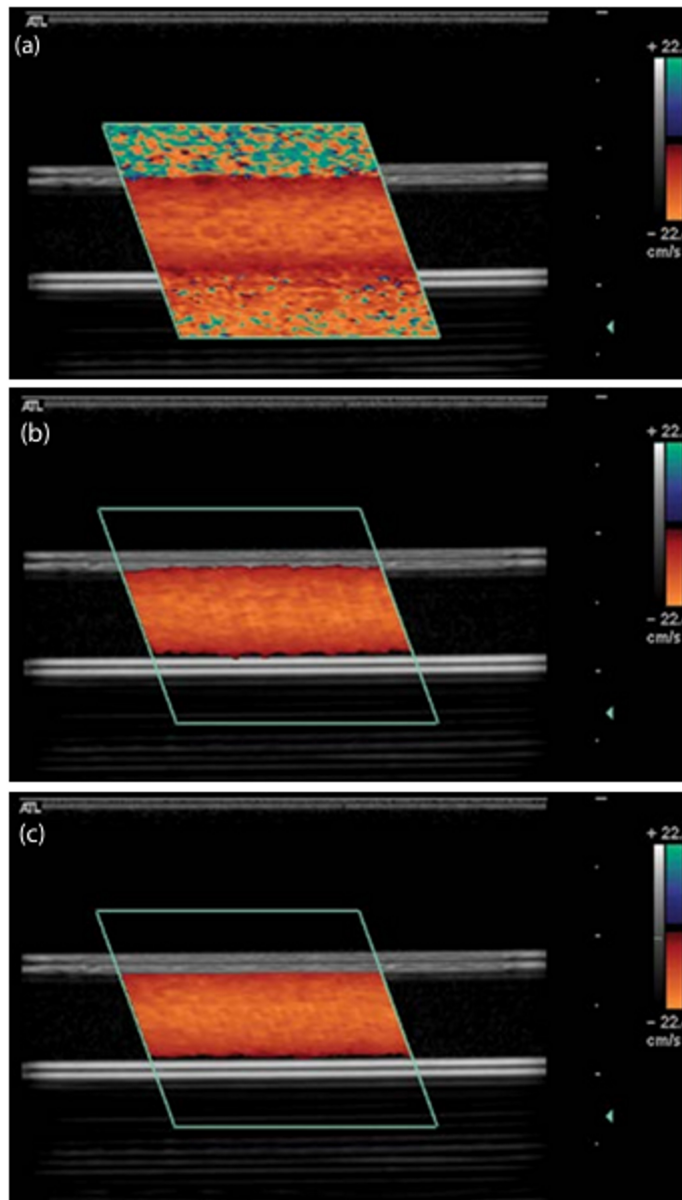 ATL
(a)
+ 22.
- 22.
cm/s
ATL
(b)
+ 22.
- 22.
cm/s
ATL
(c)
+ 22.
- 22.
cm/s